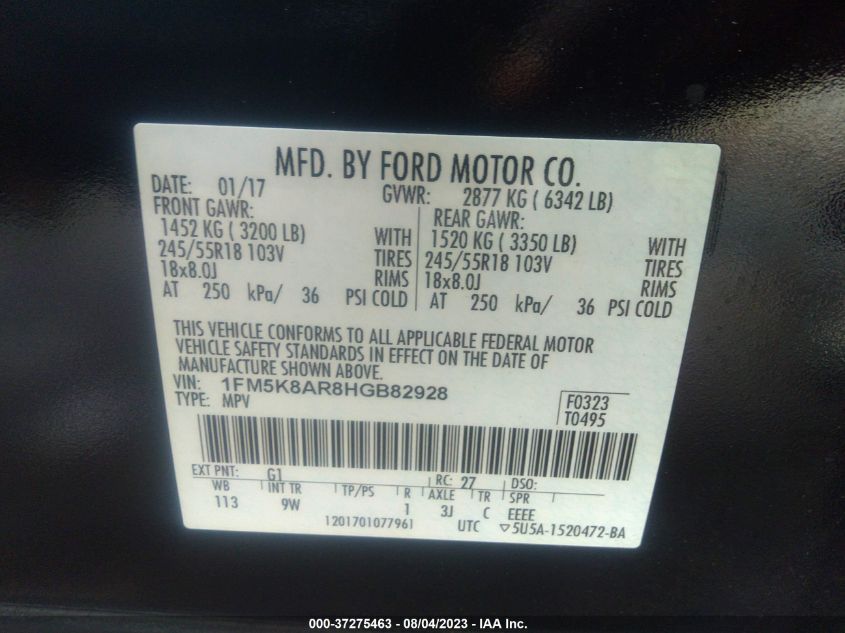 MFD. BY FORD MOTOR CO.
DATE: 01/17 GVWR: 2877 KG ( 6342 LB)
FRONT GAWR: REAR GAWR:
1452 KG ( 3200 LB) WITH 1520 KG ( 3350 LB) WITH
245/55R18 103V TIRES 245/55R18 103V TIRES
18x8.0J RIMS 18x8.0J RIMS
AT 250 kPa/ 36 PSI COLD AT 250 kPa/ 36 PSI COLD
THIS VEHICLE CONFORMS TO ALL APPLICABLE FEDERAL MOTOR
VEHICLE SAFETY STANDARDS IN EFFECT ON THE DATE OF
MANUFACTURE SHOWN ABOVE.
VIN: 1FM5K8AR8HGB82928 F0323
TYPE: MPV T0495
EXT PNT: G1 RC: 27 DSO:
WB INT TR TP/PS R AXLE TR SPR
113 9W 1 3J C EEEE
1201701077961 UTC ▽5U5A-1520472-BA
000-37275463 - 08/04/2023 - IAA Inc.